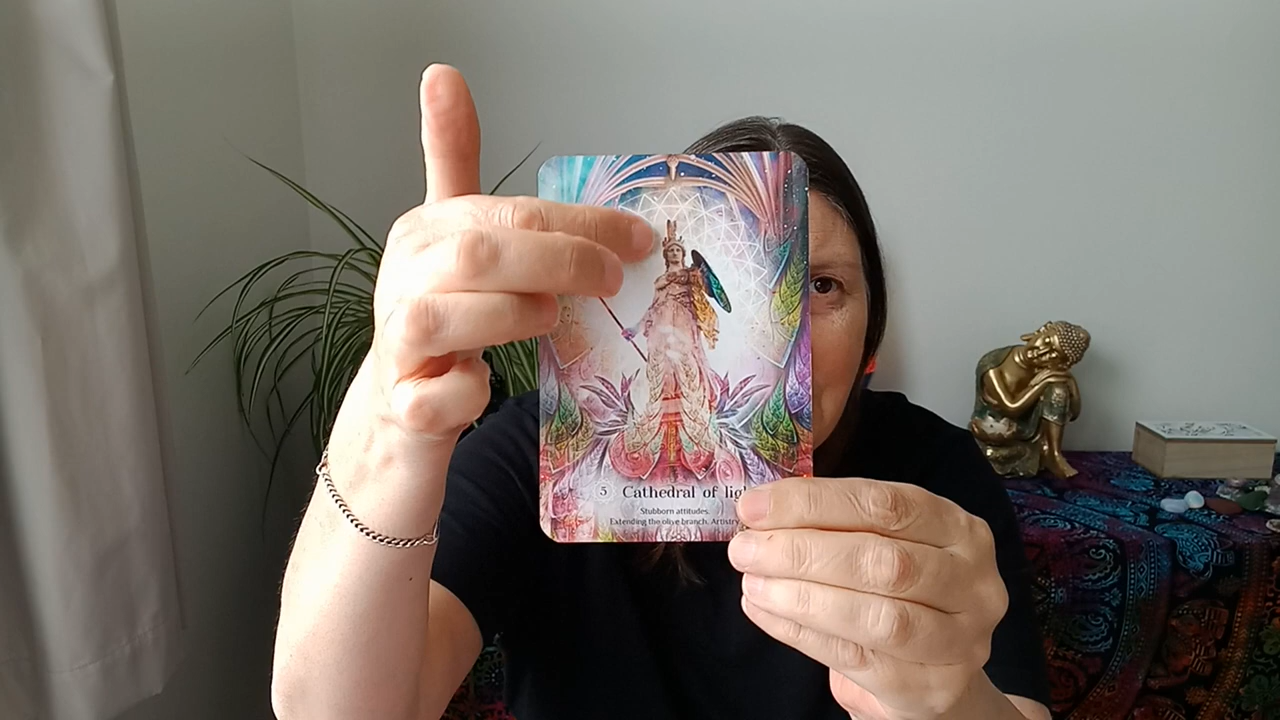 5 Cathedral of lig
Stubborn attitudes.
Extending the olive branch. Artistry